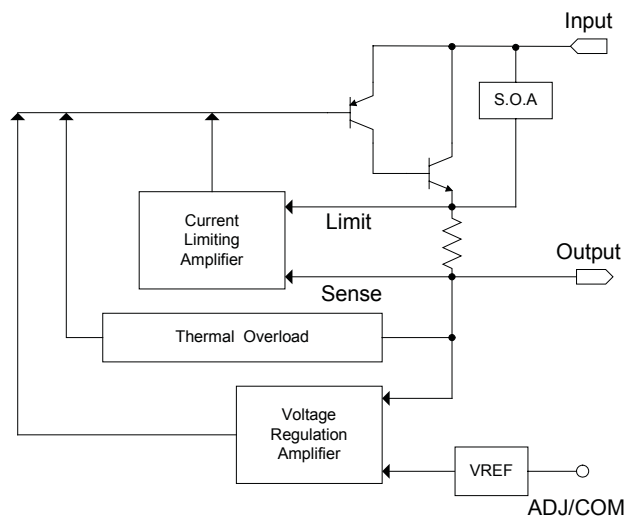 Input
S.O.A
Current
Limiting
Amplifier
Limit
Output
Sense
Thermal Overload
Voltage
Regulation
Amplifier
VREF
ADJ/COM